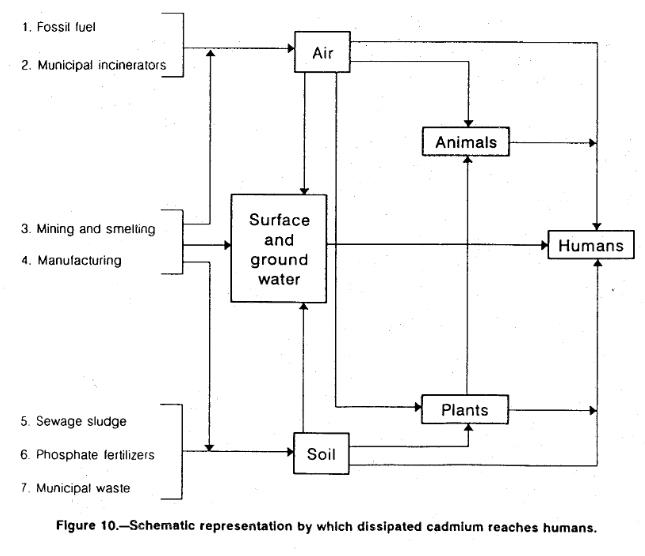 1. Fossil fuel
2. Municipal incinerators
Air
Animals
3. Mining and smelting
4. Manufacturing
Surface
and
ground
water
Humans
5. Sewage sludge
6. Phosphate fertilizers
7. Municipal waste
Plants
Soil
Figure 10.—Schematic representation by which dissipated cadmium reaches humans.